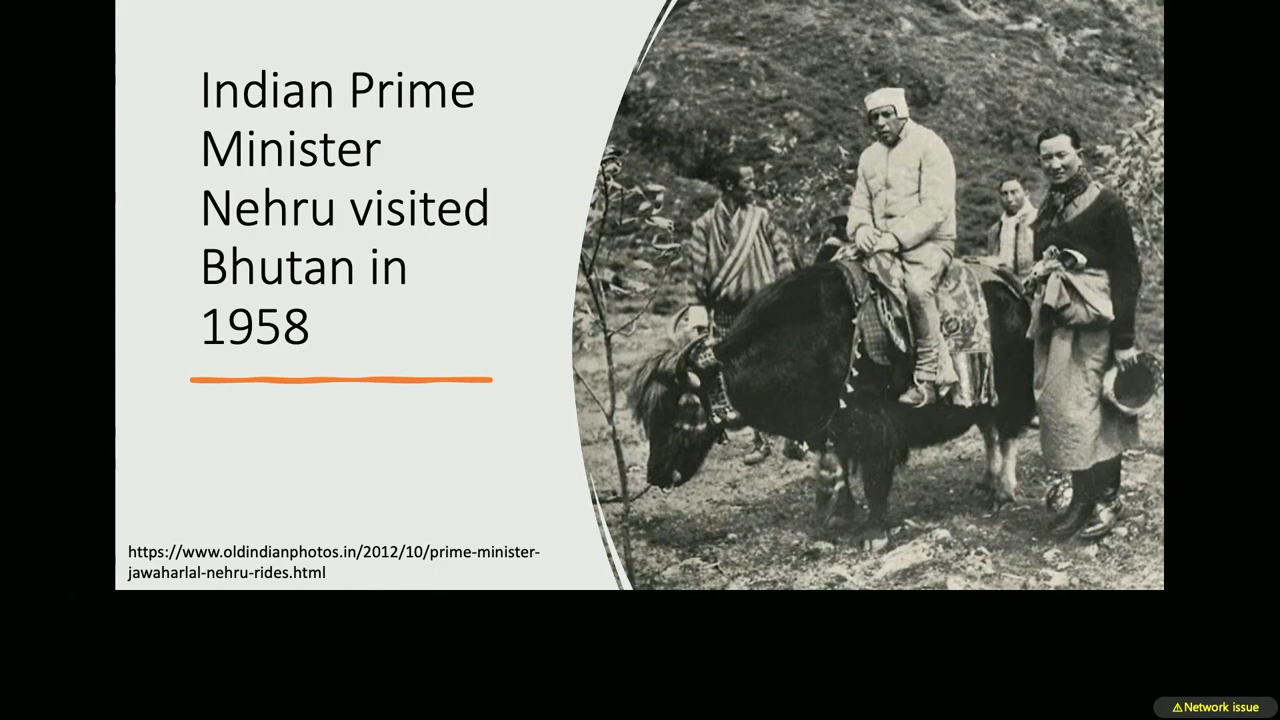 Indian Prime
Minister
Nehru visited
Bhutan in
1958
https://www.oldindianphotos.in/2012/10/prime-minister-
jawaharlal-nehru-rides.html
⚠Network issue